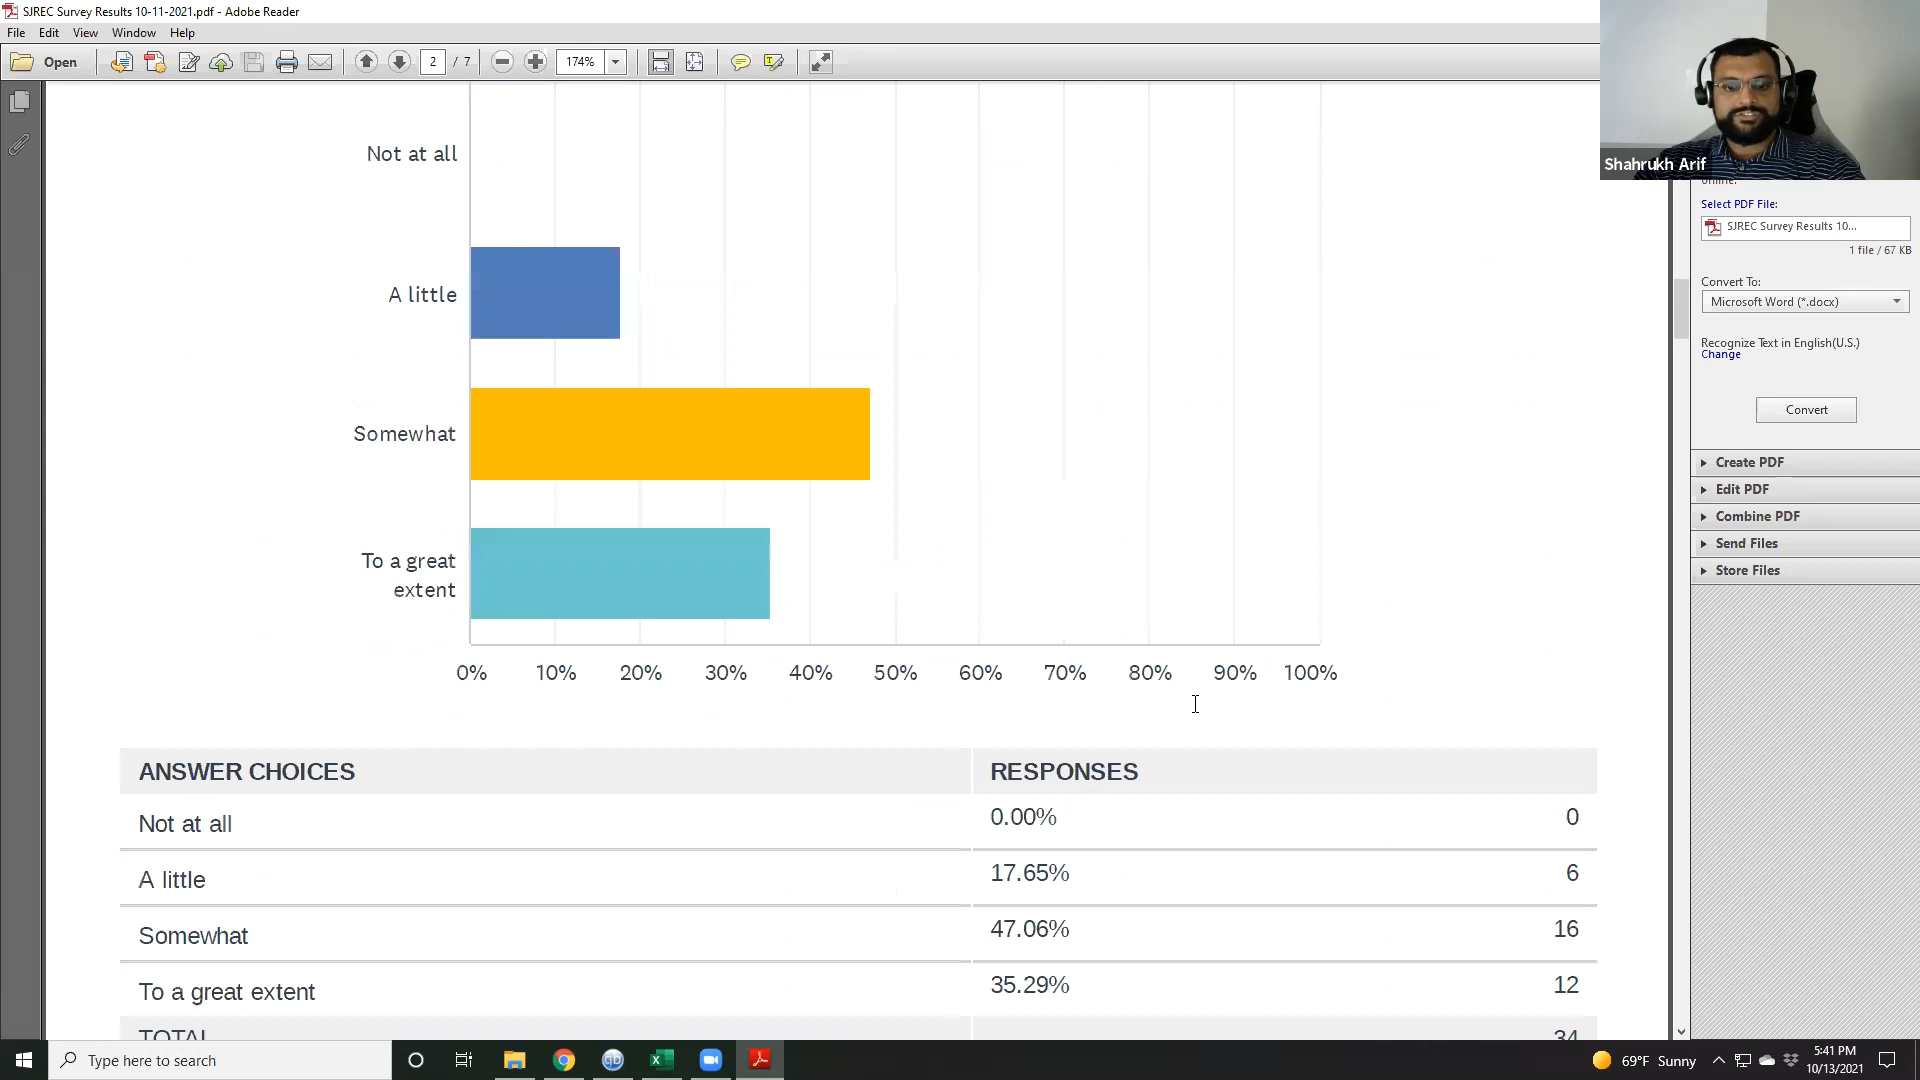 SJREC Survey Results 10-11-2021.pdf - Adobe Reader
File Edit View Window Help
Open 2 / 7 174%
Shahrukh Arif
online.
Select PDF File:
SJREC Survey Results 10...
1 file / 67 KB
Convert To:
Microsoft Word (*.docx)
Recognize Text in English(U.S.)
Change
Convert
Create PDF
Edit PDF
Combine PDF
Send Files
Store Files
Not at all
A little
Somewhat
To a great
extent
0% 10% 20% 30% 40% 50% 60% 70% 80% 90% 100%
ANSWER CHOICES RESPONSES
Not at all 0.00% 0
A little 17.65% 6
Somewhat 47.06% 16
To a great extent 35.29% 12
TOTAL 34
Type here to search
69°F Sunny
5:41 PM
10/13/2021